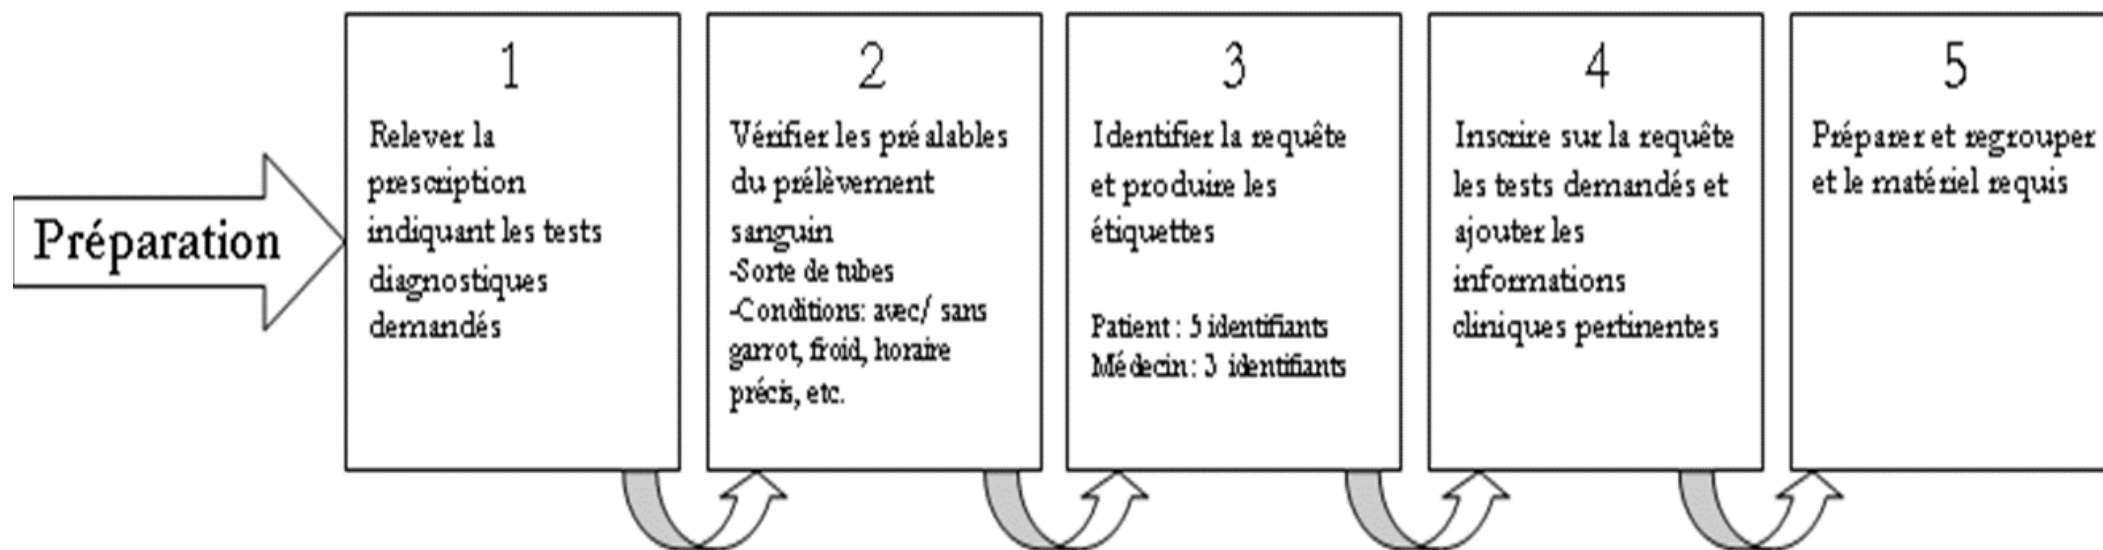 Préparation
1
Relever la
prescription
indiquant les tests
diagnostiques
demandés
2
Vérifier les préalables
du prélèvement
sanguin
-Sorte de tubes
-Conditions: avec/ sans
garrot, froid, horaire
précis, etc.
3
Identifier la requête
et produire les
étiquettes
Patient : 5 identifiants
Médecin : 3 identifiants
4
Inscrire sur la requête
les tests demandés et
ajouter les
informations
cliniques pertinentes
5
Préparer et regrouper
et le matériel requis